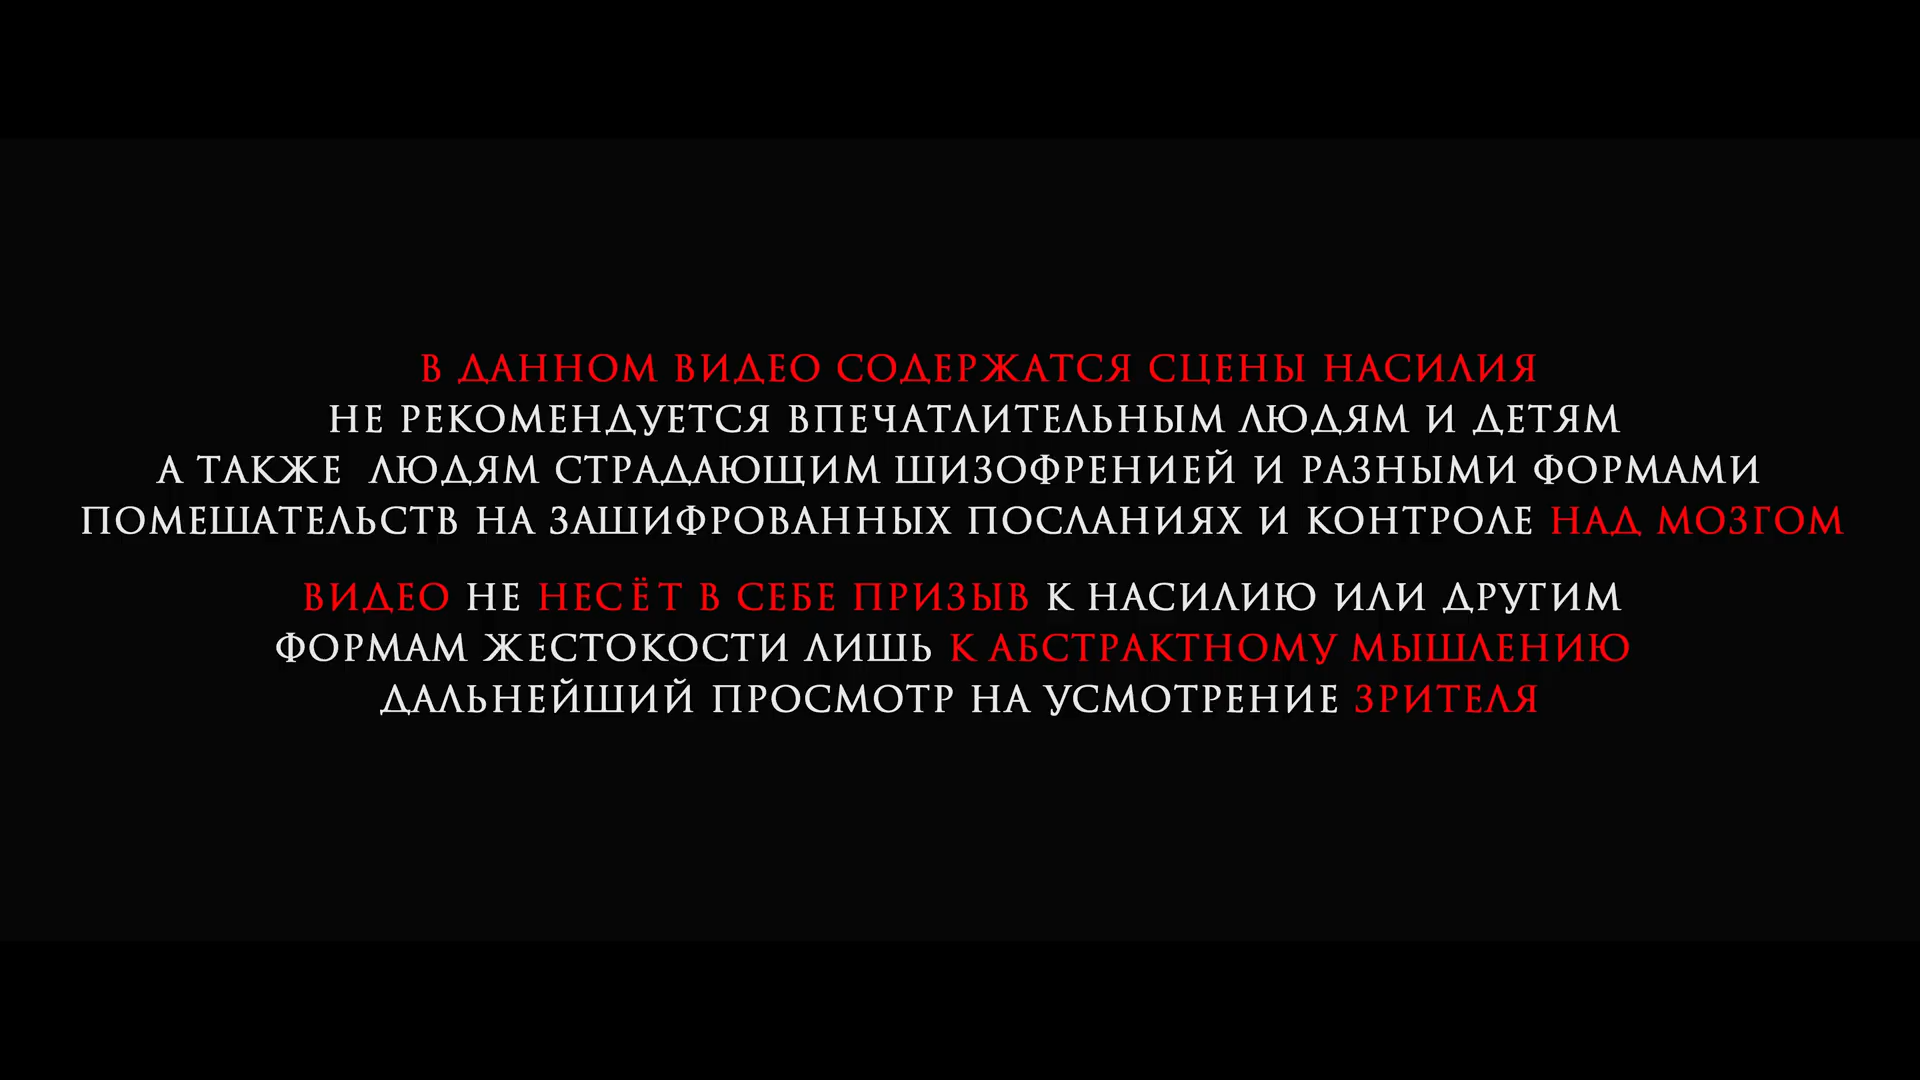 В ДАННОМ ВИДЕО СОДЕРЖАТСЯ СЦЕНЫ НАСИЛИЯ
НЕ РЕКОМЕНДУЕТСЯ ВПЕЧАТЛИТЕЛЬНЫМ ЛЮДЯМ И ДЕТЯМ
А ТАКЖЕ ЛЮДЯМ СТРАДАЮЩИМ ШИЗОФРЕНИЕЙ И РАЗНЫМИ ФОРМАМИ
ПОМЕШАТЕЛЬСТВ НА ЗАШИФРОВАННЫХ ПОСЛАНИЯХ И КОНТРОЛЕ НАД МОЗГОМ
ВИДЕО НЕ НЕСЁТ В СЕБЕ ПРИЗЫВ К НАСИЛИЮ ИЛИ ДРУГИМ
ФОРМАМ ЖЕСТОКОСТИ ЛИШЬ К АБСТРАКТНОМУ МЫШЛЕНИЮ
ДАЛЬНЕЙШИЙ ПРОСМОТР НА УСМОТРЕНИЕ ЗРИТЕЛЯ